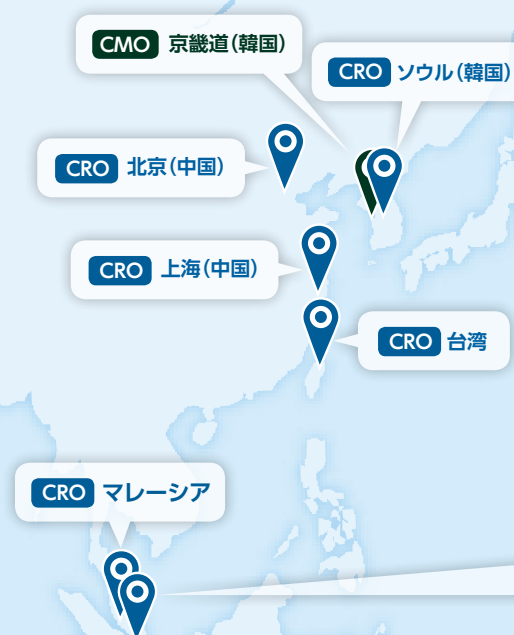 CMO 京畿道(韓国)
CRO ソウル(韓国)
CRO 北京(中国)
CRO 上海(中国)
CRO 台湾
CRO マレーシア